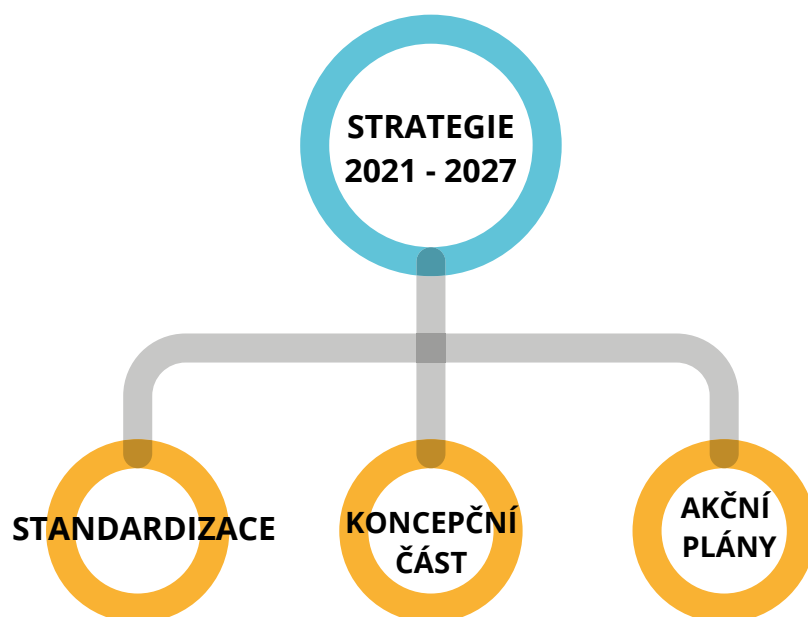 STRATEGIE
2021 - 2027
STANDARDIZACE
KONCEPČNÍ
ČÁST
AKČNÍ
PLÁNY